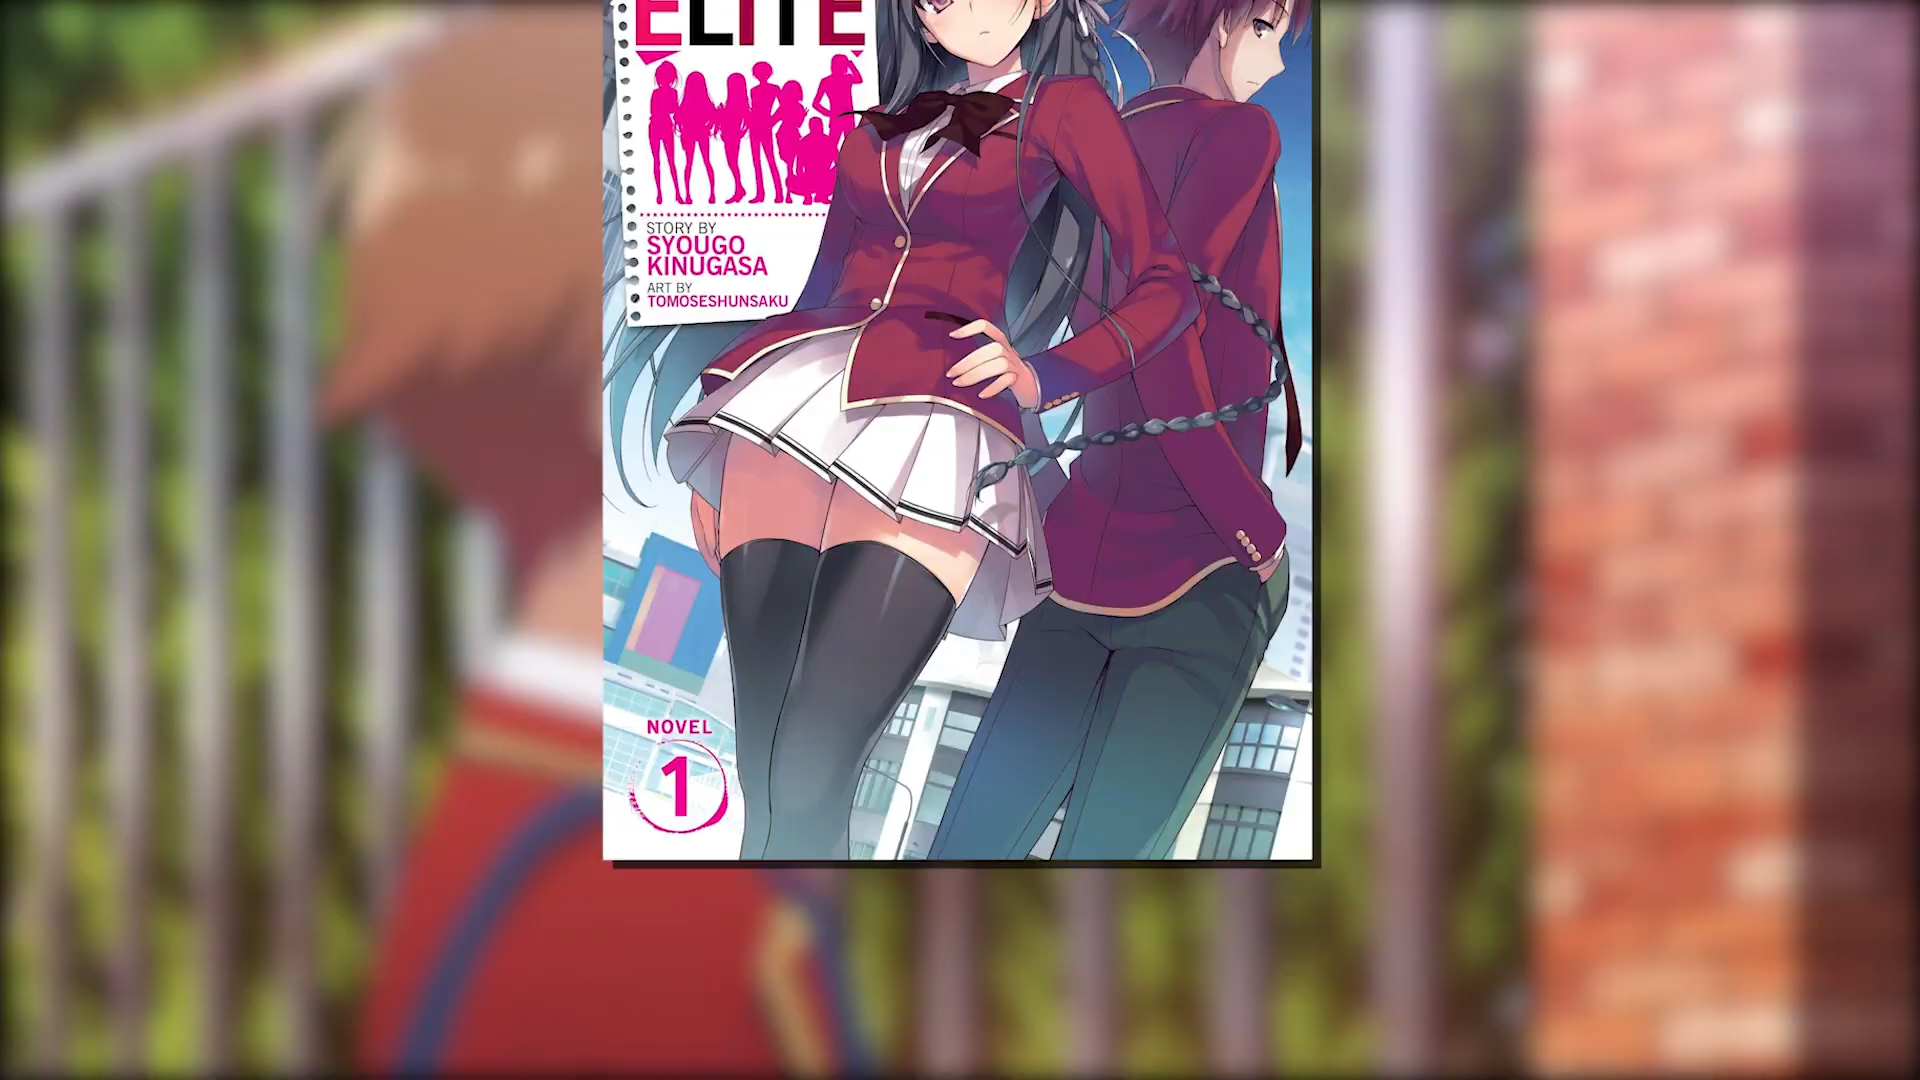 ELITE
STORY BY
SYOUGO
KINUGASA
ART BY
TOMOSESHUNSAKU
NOVEL
1